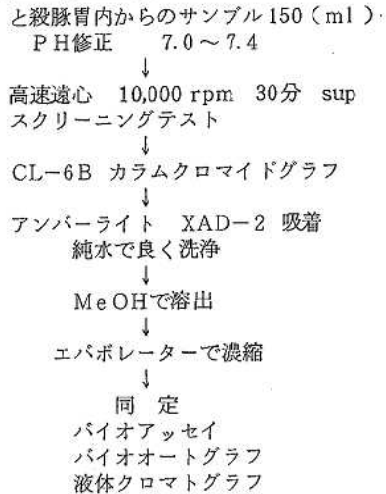 と殺豚胃内からのサンプル150(ml)
PH修正 7.0~7.4
↓
高速遠心 10,000 rpm 30分 sup
スクリーニングテスト
↓
CL-6B カラムクロマイドグラフ
↓
アンバーライト XAD-2 吸着
純水で良く洗浄
↓
MeOHで溶出
↓
エバボレーターで濃縮
↓
同 定
バイオアッセイ
バイオオートグラフ
液体クロマトグラフ